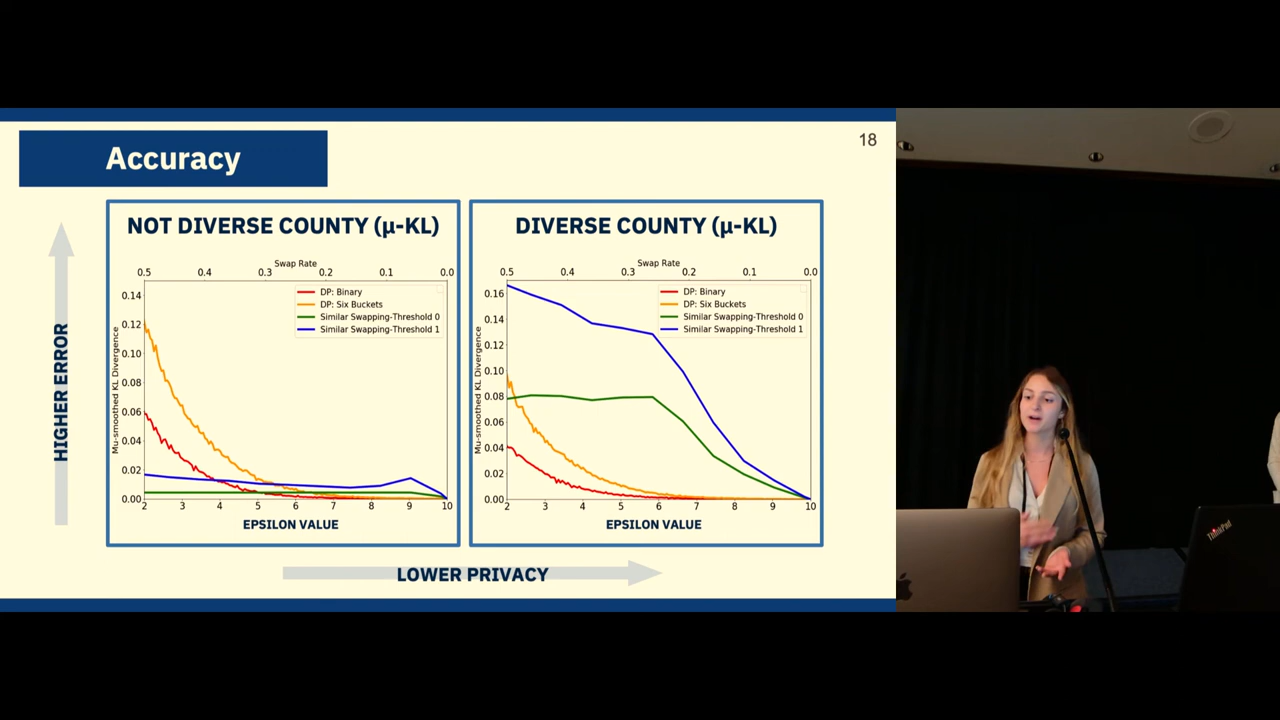 18
Accuracy
HIGHER ERROR
NOT DIVERSE COUNTY (µ-KL)
Swap Rate
0.5 0.4 0.3 0.2 0.1 0.0
DP: Binary
DP: Six Buckets
Similar Swapping-Threshold 0
Similar Swapping-Threshold 1
Mu-smoothed KL Divergence
0.14
0.12
0.10
0.08
0.06
0.04
0.02
0.00
2 3 4 5 6 7 8 9 10
EPSILON VALUE
DIVERSE COUNTY (µ-KL)
Swap Rate
0.5 0.4 0.3 0.2 0.1 0.0
DP: Binary
DP: Six Buckets
Similar Swapping-Threshold 0
Similar Swapping-Threshold 1
Mu-smoothed KL Divergence
0.16
0.14
0.12
0.10
0.08
0.06
0.04
0.02
0.00
2 3 4 5 6 7 8 9 10
EPSILON VALUE
LOWER PRIVACY
ThinkPad